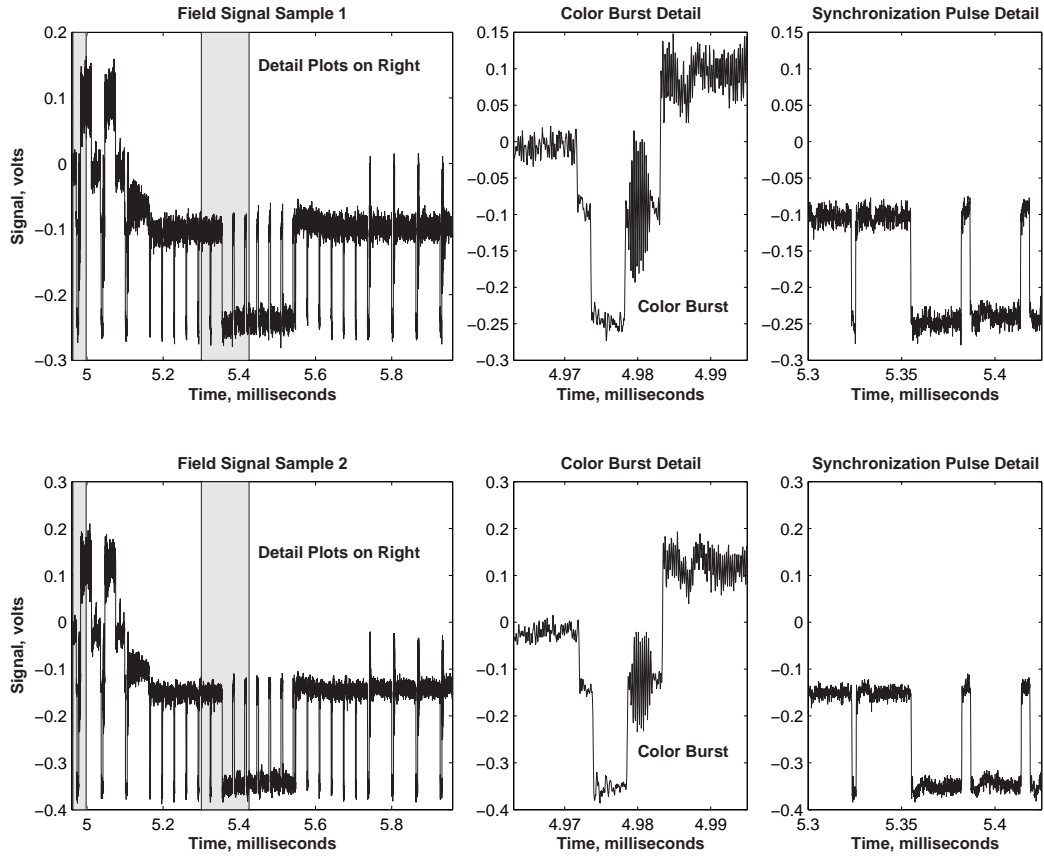 Field Signal Sample 1
Signal, volts
0.2
0.1
0
−0.1
−0.2
−0.3
Detail Plots on Right
5 5.2 5.4 5.6 5.8
Time, milliseconds
Color Burst Detail
0.15
0.1
0.05
0
−0.05
−0.1
−0.15
−0.2
−0.25
−0.3
Color Burst
4.97 4.98 4.99
Time, milliseconds
Synchronization Pulse Detail
0.15
0.1
0.05
0
−0.05
−0.1
−0.15
−0.2
−0.25
−0.3
5.3 5.35 5.4
Time, milliseconds
Field Signal Sample 2
Signal, volts
0.3
0.2
0.1
0
−0.1
−0.2
−0.3
−0.4
Detail Plots on Right
5 5.2 5.4 5.6 5.8
Time, milliseconds
Color Burst Detail
0.3
0.2
0.1
0
−0.1
−0.2
−0.3
−0.4
Color Burst
4.97 4.98 4.99
Time, milliseconds
Synchronization Pulse Detail
0.3
0.2
0.1
0
−0.1
−0.2
−0.3
−0.4
5.3 5.35 5.4
Time, milliseconds